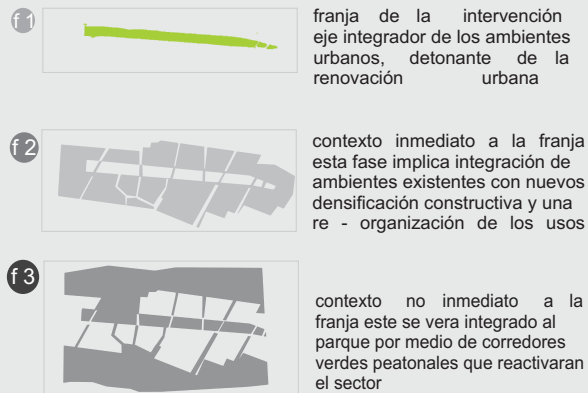 f 1
franja de la intervención
eje integrador de los ambientes
urbanos, detonante de la
renovación urbana
f 2
contexto inmediato a la franja
esta fase implica integración de
ambientes existentes con nuevos
densificación constructiva y una
re - organización de los usos
f 3
contexto no inmediato a la
franja este se vera integrado al
parque por medio de corredores
verdes peatonales que reactivaran
el sector